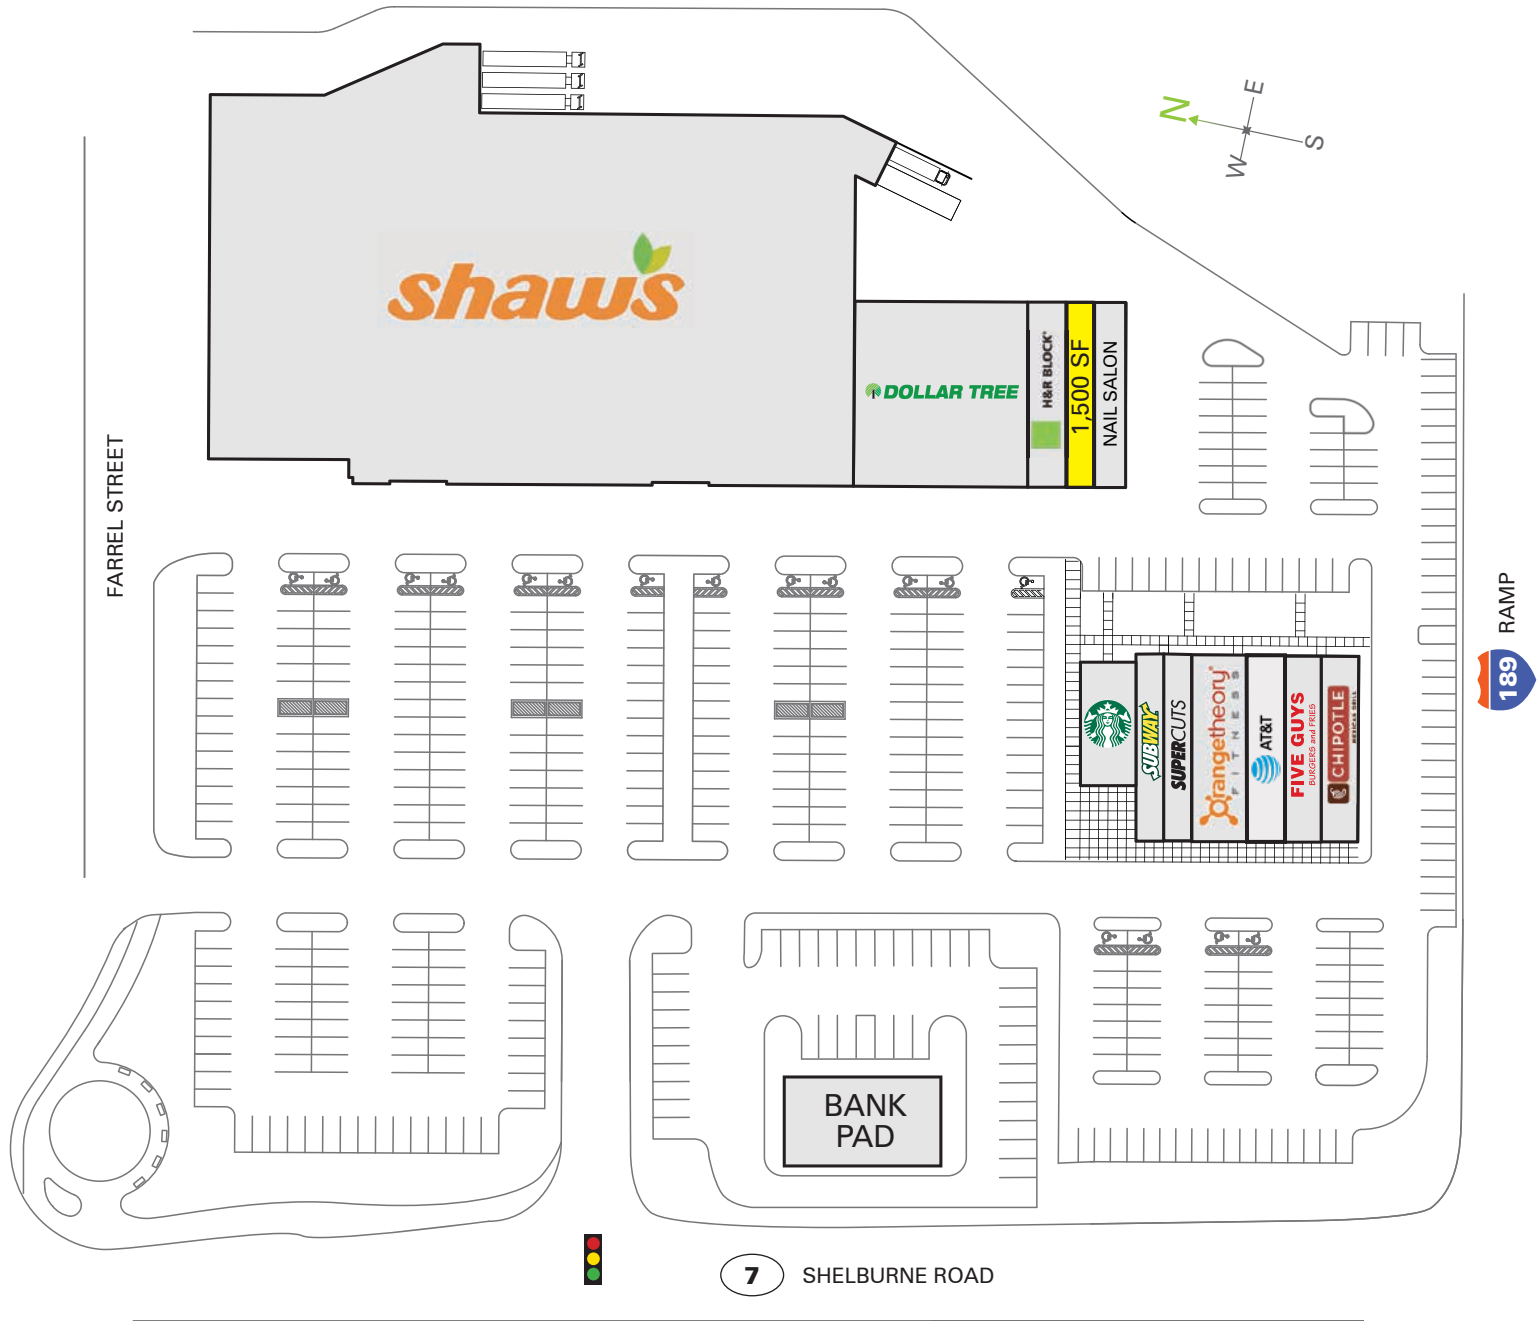 N
E
S
W
shaw's
DOLLAR TREE
H&R BLOCK®
1,500 SF
NAIL SALON
FARREL STREET
RAMP
189
SUBWAY
SUPERCUTS
Orangetheory®
FITNESS
AT&T
FIVE GUYS
BURGERS and FRIES
CHIPOTLE
MEXICAN GRILL
BANK
PAD
7 SHELBURNE ROAD